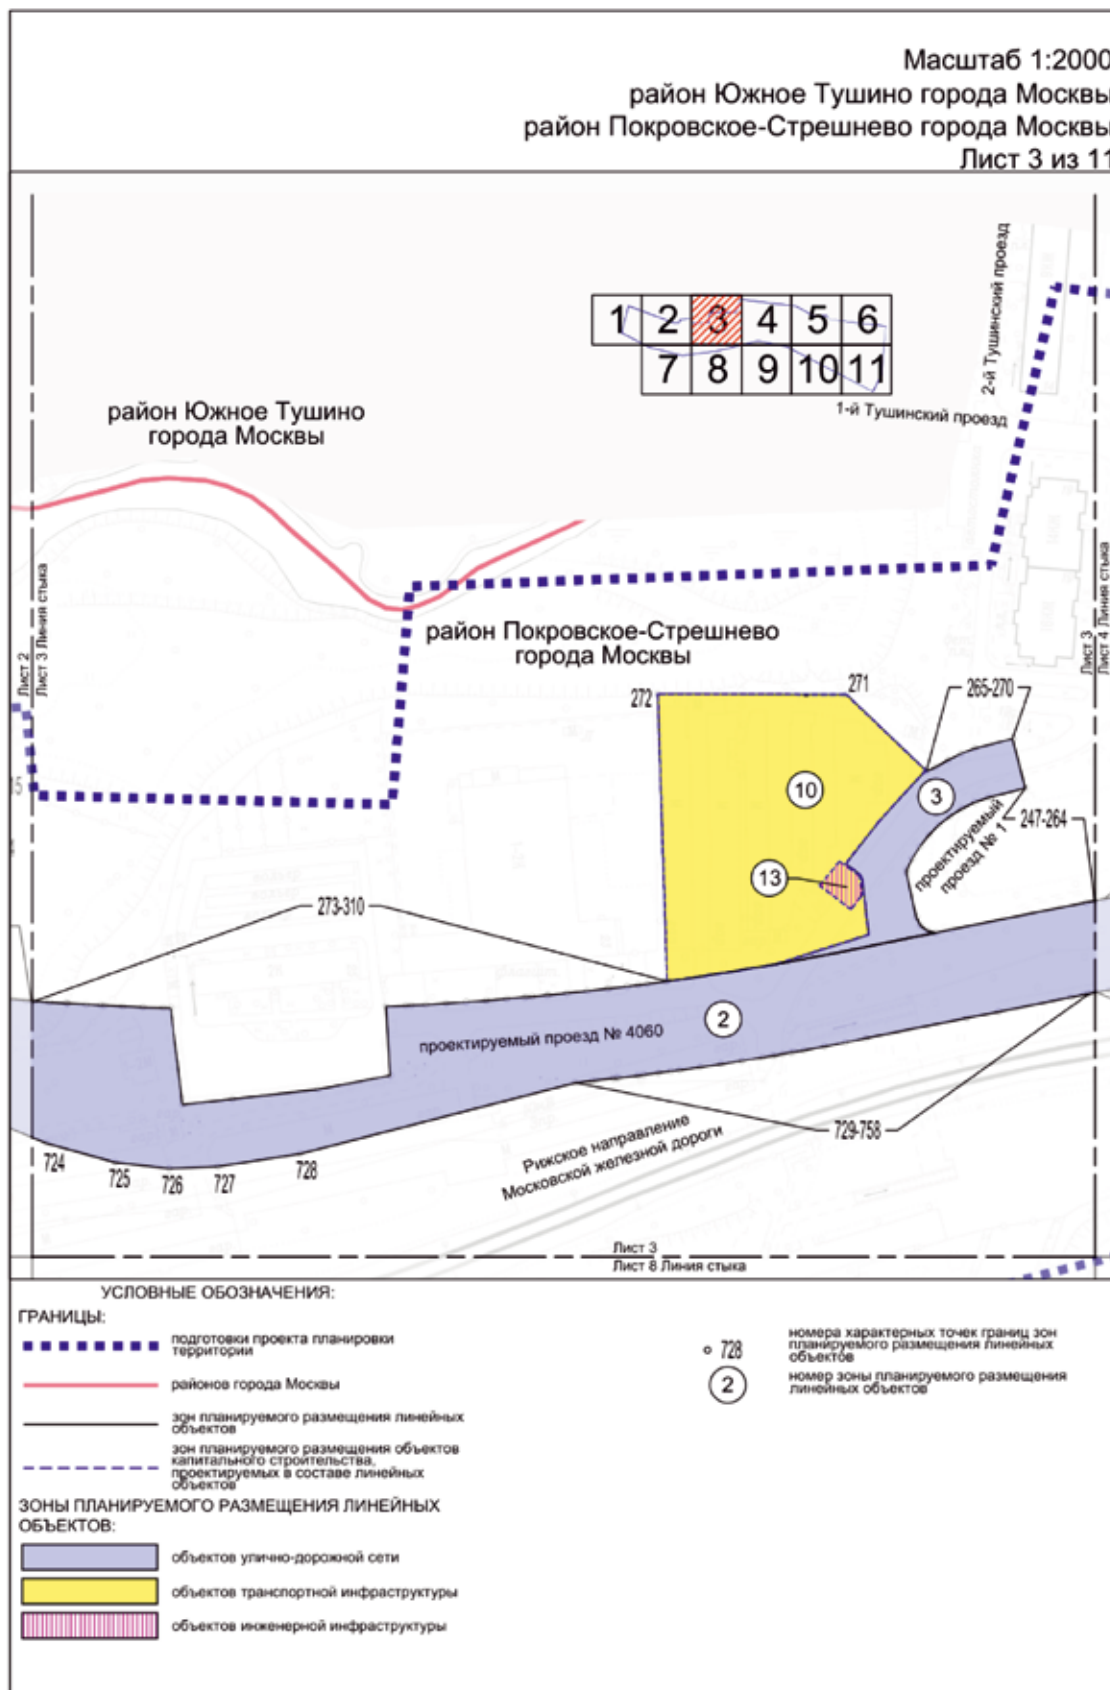 Масштаб 1:2000
район Южное Тушино города Москвы
район Покровское-Стрешнево города Москвы
Лист 3 из 11
2-й Тушинский проезд
1 2 3 4 5 6
7 8 9 10 11
1-й Тушинский проезд
район Южное Тушино
города Москвы
Лист 2
Лист 3 Линия стыка
район Покровское-Стрешнево
города Москвы
Лист 3
Лист 4 Линия стыка
272
271
265-270
10
3
247-264
проектируемый
проезд № 1
13
273-310
2
проектируемый проезд № 4060
729-758
724
725
726
727
728
Рижское направление
Московской железной дороги
Лист 3
Лист 8 Линия стыка
УСЛОВНЫЕ ОБОЗНАЧЕНИЯ:
ГРАНИЦЫ:
подготовки проекта планировки
территории
районов города Москвы
зон планируемого размещения линейных
объектов
зон планируемого размещения объектов
капитального строительства,
проектируемых в составе линейных
объектов
ЗОНЫ ПЛАНИРУЕМОГО РАЗМЕЩЕНИЯ ЛИНЕЙНЫХ
ОБЪЕКТОВ:
объектов улично-дорожной сети
объектов транспортной инфраструктуры
объектов инженерной инфраструктуры
728
номера характерных точек границ зон
планируемого размещения линейных
объектов
2
номер зоны планируемого размещения
линейных объектов